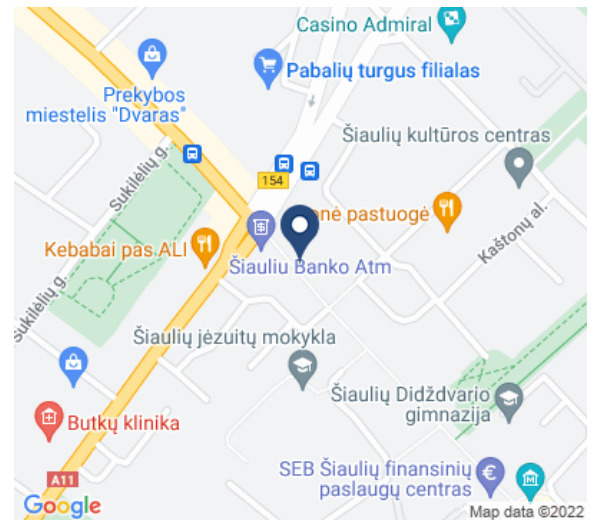 Casino Admiral
Pabalių turgus filialas
Prekybos
miestelis "Dvaras"
Šiaulių kultūros centras
Sukilėlių g.
154
onė pastuogė
Kaštonų al.
Kebabai pas ALI
Šiauliu Banko Atm
Sukilėlių g.
Šiaulių jėzuitų mokykla
Šiaulių Didždvario
gimnazija
Butkų klinika
SEB Šiaulių finansinių
paslaugų centras
A11
Google
Map data ©2022